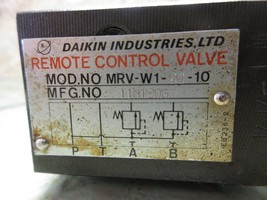 DAIKIN INDUSTRIES,LTD
REMOTE CONTROL VALVE
MOD.NO MRV-W1- -10
MFG.NO
P T A B